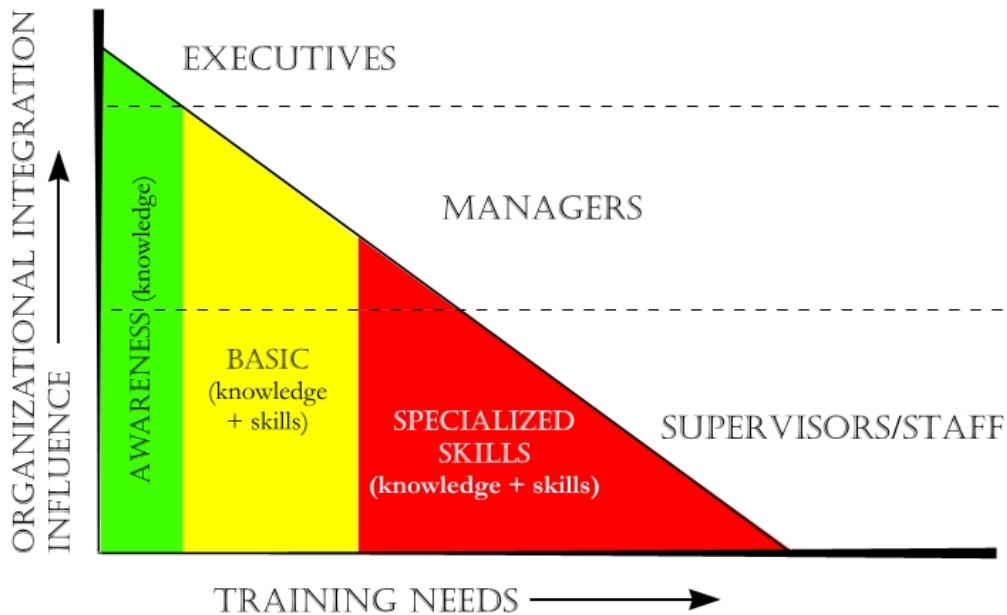 ORGANIZATIONAL INTEGRATION
INFLUENCE
EXECUTIVES
MANAGERS
SUPERVISORS/STAFF
AWARENESS (knowledge)
BASIC
(knowledge
+ skills)
SPECIALIZED
SKILLS
(knowledge + skills)
TRAINING NEEDS